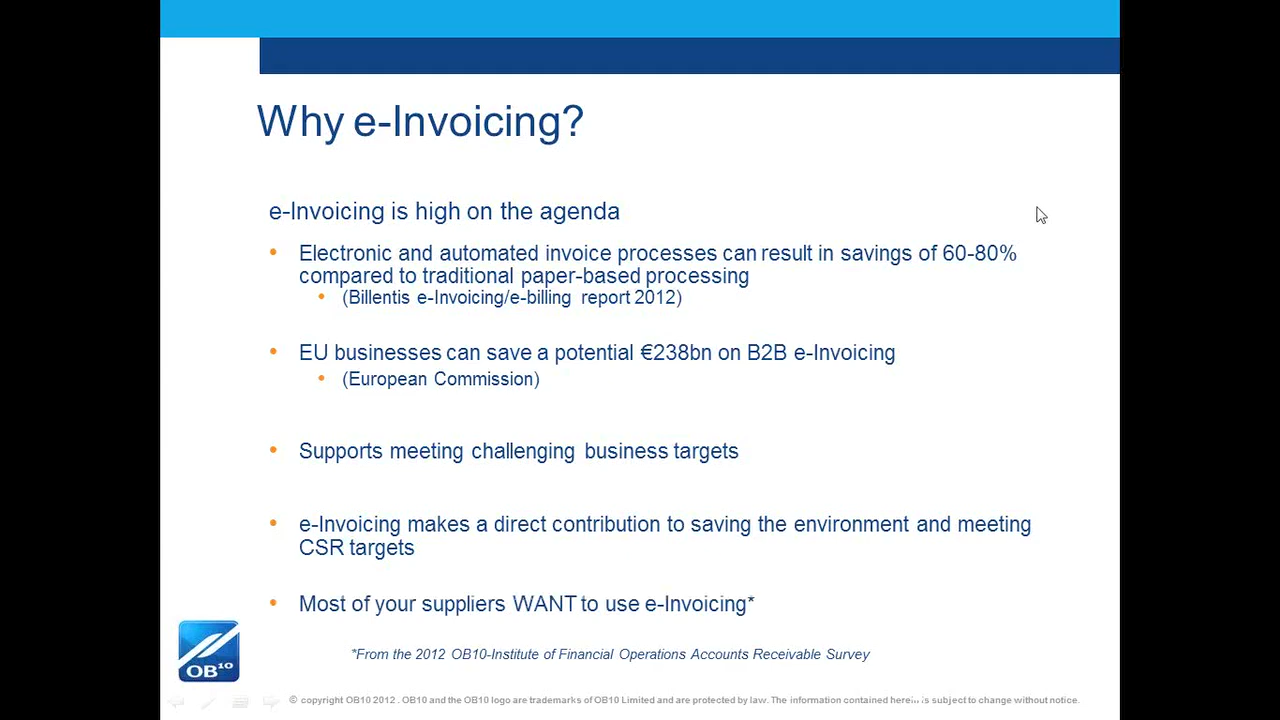 Why e-Invoicing?
e-Invoicing is high on the agenda
• Electronic and automated invoice processes can result in savings of 60-80%
compared to traditional paper-based processing
• (Billentis e-Invoicing/e-billing report 2012)
• EU businesses can save a potential €238bn on B2B e-Invoicing
• (European Commission)
• Supports meeting challenging business targets
• e-Invoicing makes a direct contribution to saving the environment and meeting
CSR targets
• Most of your suppliers WANT to use e-Invoicing*
*From the 2012 OB10-Institute of Financial Operations Accounts Receivable Survey
OB10
© copyright OB10 2012 . OB10 and the OB10 logo are trademarks of OB10 Limited and are protected by law. The information contained herein is subject to change without notice.